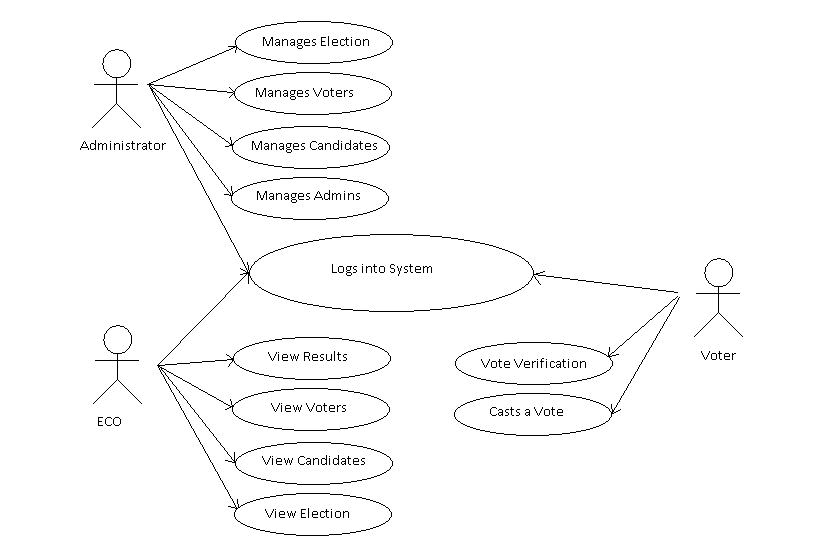 Manages Election
Manages Voters
Administrator
Manages Candidates
Manages Admins
Logs into System
Voter
View Results
Vote Verification
ECO
View Voters
Casts a Vote
View Candidates
View Election